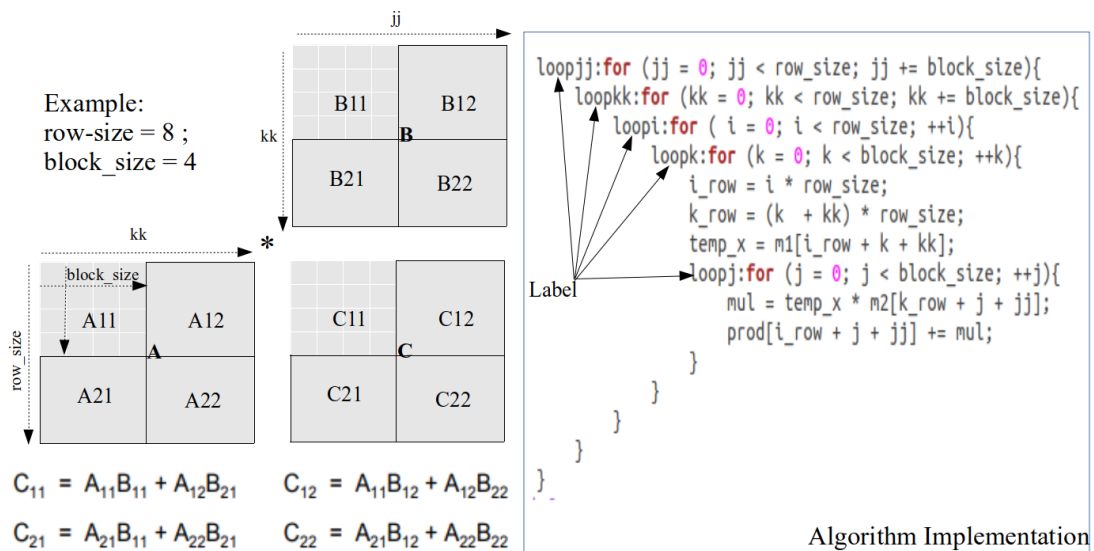 jj
Example:
row-size = 8 ;
block_size = 4
kk
B11
B12
B
B21
B22
kk
*
block_size
row_size
A11
A12
A
A21
A22
C11
C12
C
C21
C22
C₁₁ = A₁₁B₁₁ + A₁₂B₂₁
C₁₂ = A₁₁B₁₂ + A₁₂B₂₂
C₂₁ = A₂₁B₁₁ + A₂₂B₂₁
C₂₂ = A₂₁B₁₂ + A₂₂B₂₂
loopjj:for (jj = 0; jj < row_size; jj += block_size){
loopkk:for (kk = 0; kk < row_size; kk += block_size){
loopi:for ( i = 0; i < row_size; ++i){
loopk:for (k = 0; k < block_size; ++k){
i_row = i * row_size;
k_row = (k + kk) * row_size;
temp_x = m1[i_row + k + kk];
loopj:for (j = 0; j < block_size; ++j){
mul = temp_x * m2[k_row + j + jj];
prod[i_row + j + jj] += mul;
}
}
}
}
}
Label
Algorithm Implementation